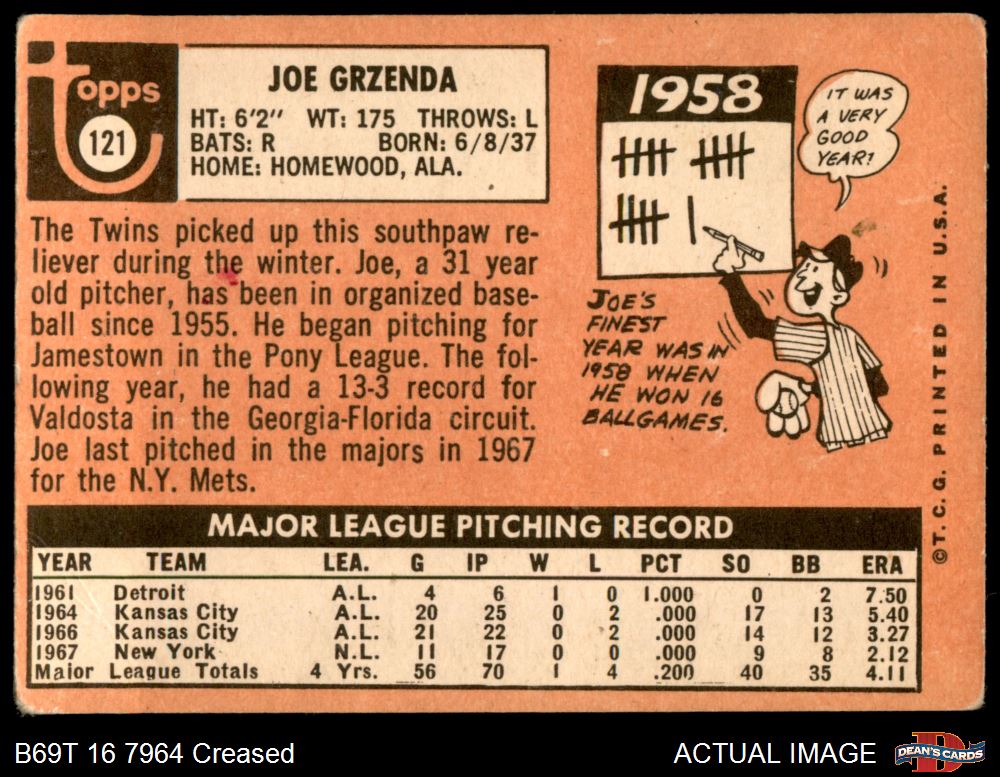 topps
121
JOE GRZENDA
HT: 6'2" WT: 175 THROWS: L
BATS: R BORN: 6/8/37
HOME: HOMEWOOD, ALA.
The Twins picked up this southpaw re-
liever during the winter. Joe, a 31 year
old pitcher, has been in organized base-
ball since 1955. He began pitching for
Jamestown in the Pony League. The fol-
lowing year, he had a 13-3 record for
Valdosta in the Georgia-Florida circuit.
Joe last pitched in the majors in 1967
for the N.Y. Mets.
1958
IT WAS
A VERY
GOOD
YEAR!
JOE'S
FINEST
YEAR WAS IN
1958 WHEN
HE WON 16
BALLGAMES.
©T.C.G. PRINTED IN U.S.A.
MAJOR LEAGUE PITCHING RECORD
YEAR TEAM LEA. G IP W L PCT SO BB ERA
1961 Detroit A.L. 4 6 1 0 1.000 0 2 7.50
1964 Kansas City A.L. 20 25 0 2 .000 17 13 5.40
1966 Kansas City A.L. 21 22 0 2 .000 14 12 3.27
1967 New York N.L. 11 17 0 0 .000 9 8 2.12
Major League Totals 4 Yrs. 56 70 1 4 .200 40 35 4.11
B69T 16 7964 Creased
ACTUAL IMAGE
DEAN'S CARDS